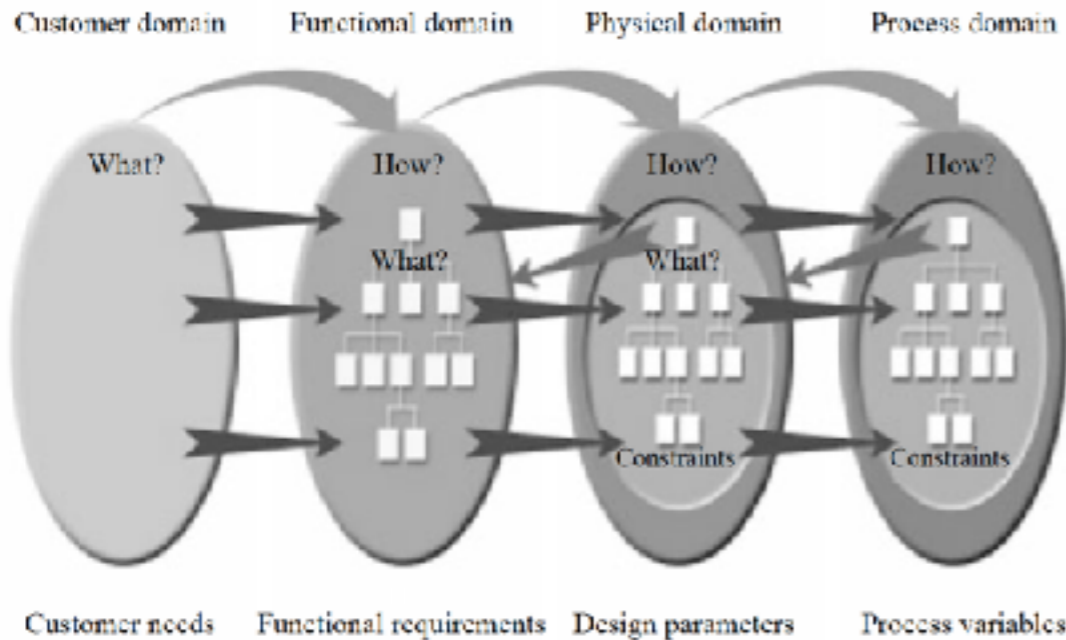 Customer domain
Functional domain
Physical domain
Process domain
What?
How?
How?
How?
What?
What?
Constraints
Constraints
Customer needs
Functional requirements
Design parameters
Process variables